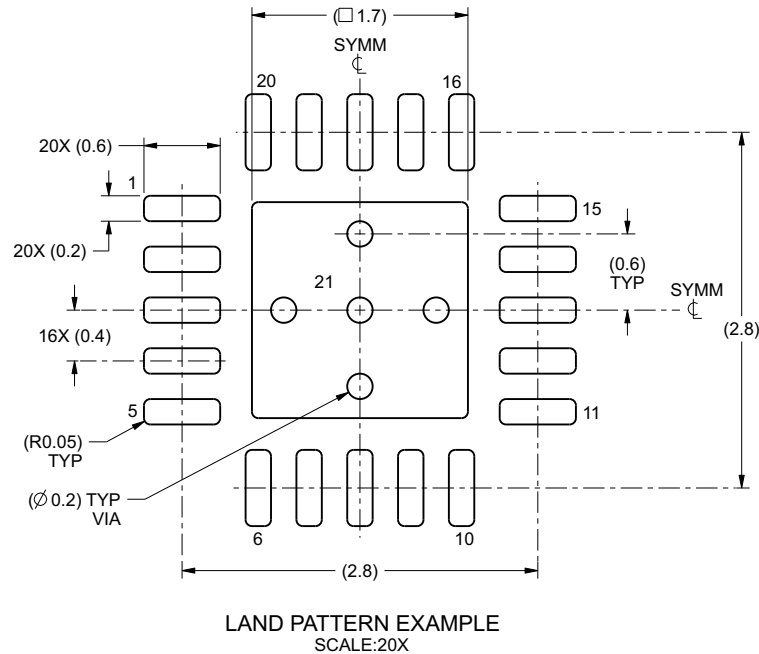 (□ 1.7)
SYMM
℄
20
16
20X (0.6)
1
15
20X (0.2)
(0.6)
TYP
21
SYMM
℄
16X (0.4)
(2.8)
5
11
(R0.05)
TYP
(∅ 0.2) TYP
VIA
6
10
(2.8)
LAND PATTERN EXAMPLE
SCALE:20X